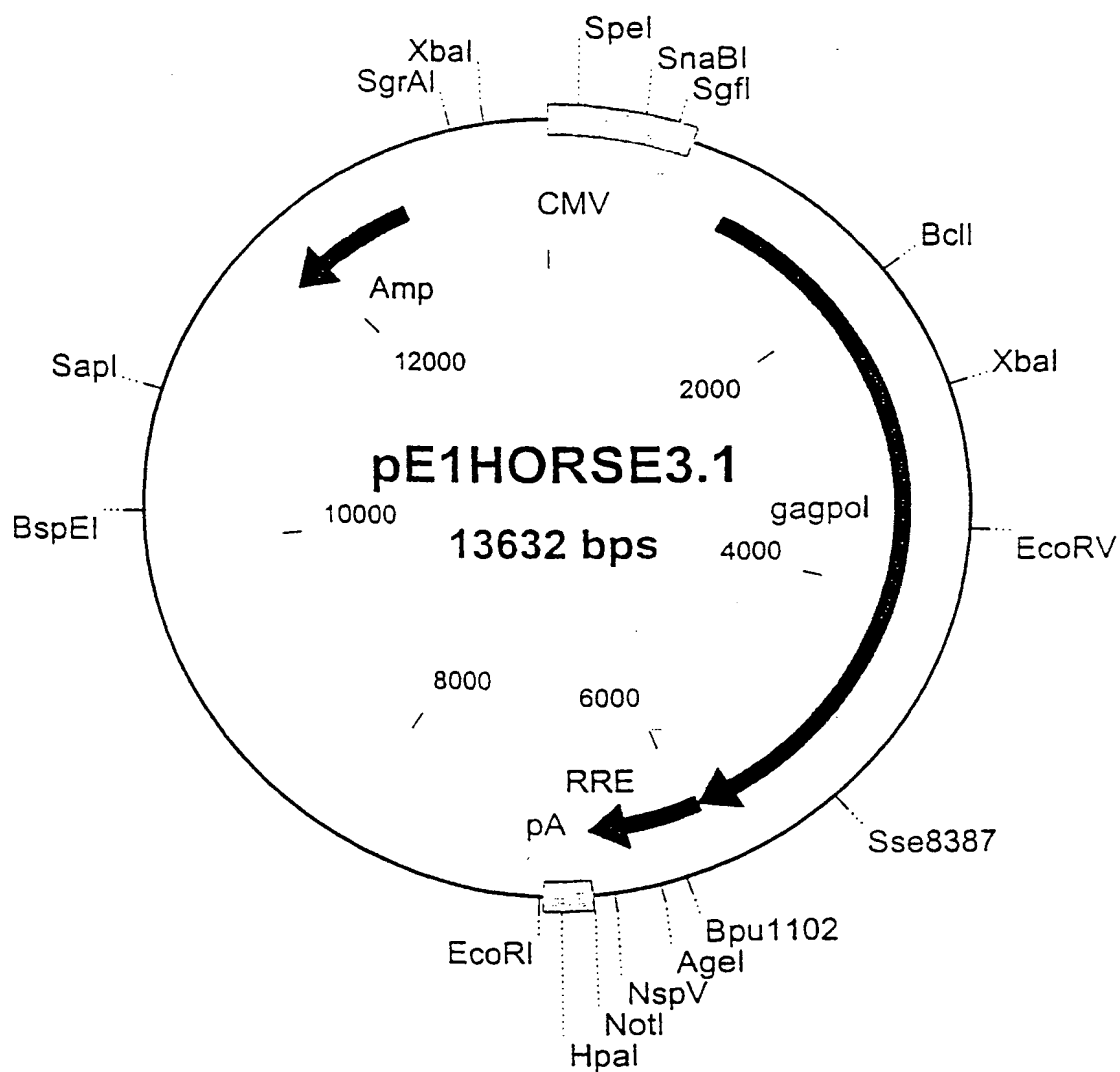 SpeI
XbaI
SnaBI
SgrAI
SgfI
CMV
BclI
Amp
12000
2000
SapI
XbaI
pE1HORSE3.1
gagpol
BspEI
10000
13632 bps
4000
EcoRV
8000
6000
RRE
pA
Sse8387
Bpu1102
EcoRI
AgeI
NspV
NotI
HpaI